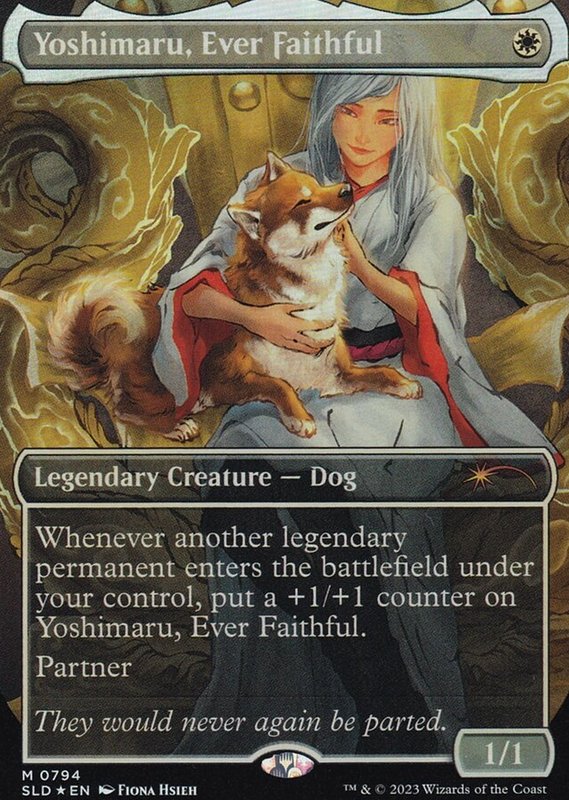 Yoshimaru, Ever Faithful
Legendary Creature — Dog
Whenever another legendary
permanent enters the battlefield under
your control, put a +1/+1 counter on
Yoshimaru, Ever Faithful.
Partner
They would never again be parted.
1/1
M 0794
SLD★EN Fiona Hsieh
™ & © 2023 Wizards of the Coast